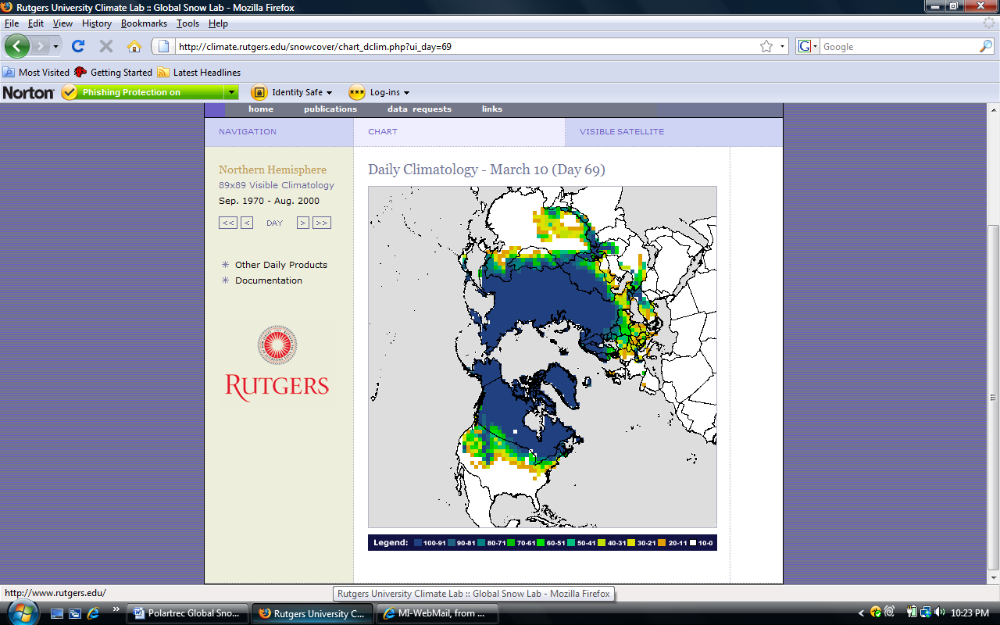 Rutgers University Climate Lab :: Global Snow Lab - Mozilla Firefox
File Edit View History Bookmarks Tools Help
http://climate.rutgers.edu/snowcover/chart_dclim.php?ui_day=69
G Google
Most Visited Getting Started Latest Headlines
Norton Phishing Protection on Identity Safe Log-ins
home publications data requests links
NAVIGATION CHART VISIBLE SATELLITE
Northern Hemisphere
89x89 Visible Climatology
Sep. 1970 - Aug. 2000
<< < DAY > >>
Other Daily Products
Documentation
RUTGERS
Daily Climatology - March 10 (Day 69)
Legend: 100-91 90-81 80-71 70-61 60-51 50-41 40-31 30-21 20-11 10-0
http://www.rutgers.edu/
Rutgers University Climate Lab :: Global Snow Lab - Mozilla Firefox
Polartrec Global Sno... Rutgers University C... MI-WebMail, from ... 10:23 PM